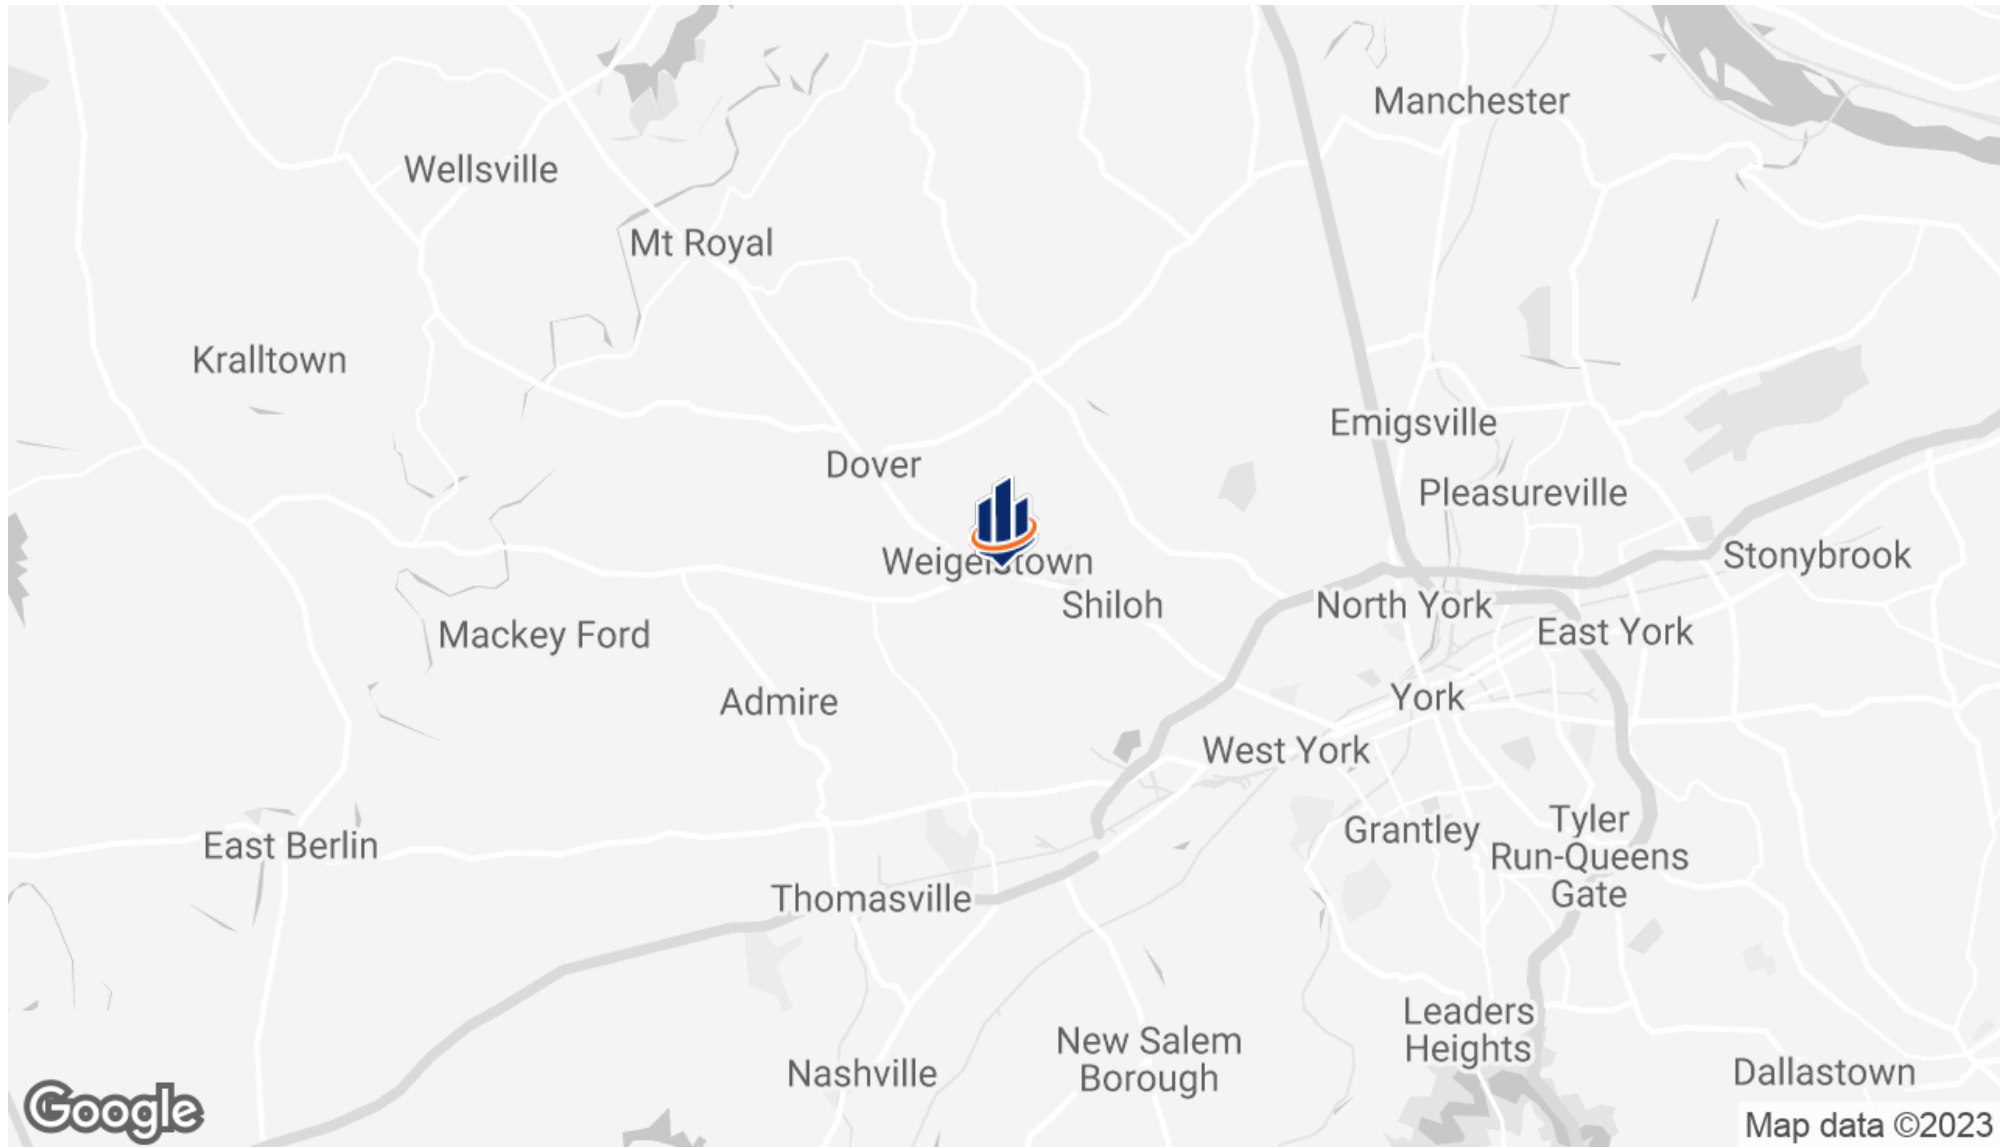 Manchester
Wellsville
Mt Royal
Kralltown
Emigsville
Dover
Pleasureville
Weigelstown
Stonybrook
Shiloh
North York
East York
Mackey Ford
York
Admire
West York
Tyler
Run-Queens
Gate
Grantley
East Berlin
Thomasville
Leaders
Heights
New Salem
Borough
Nashville
Dallastown
Google
Map data ©2023